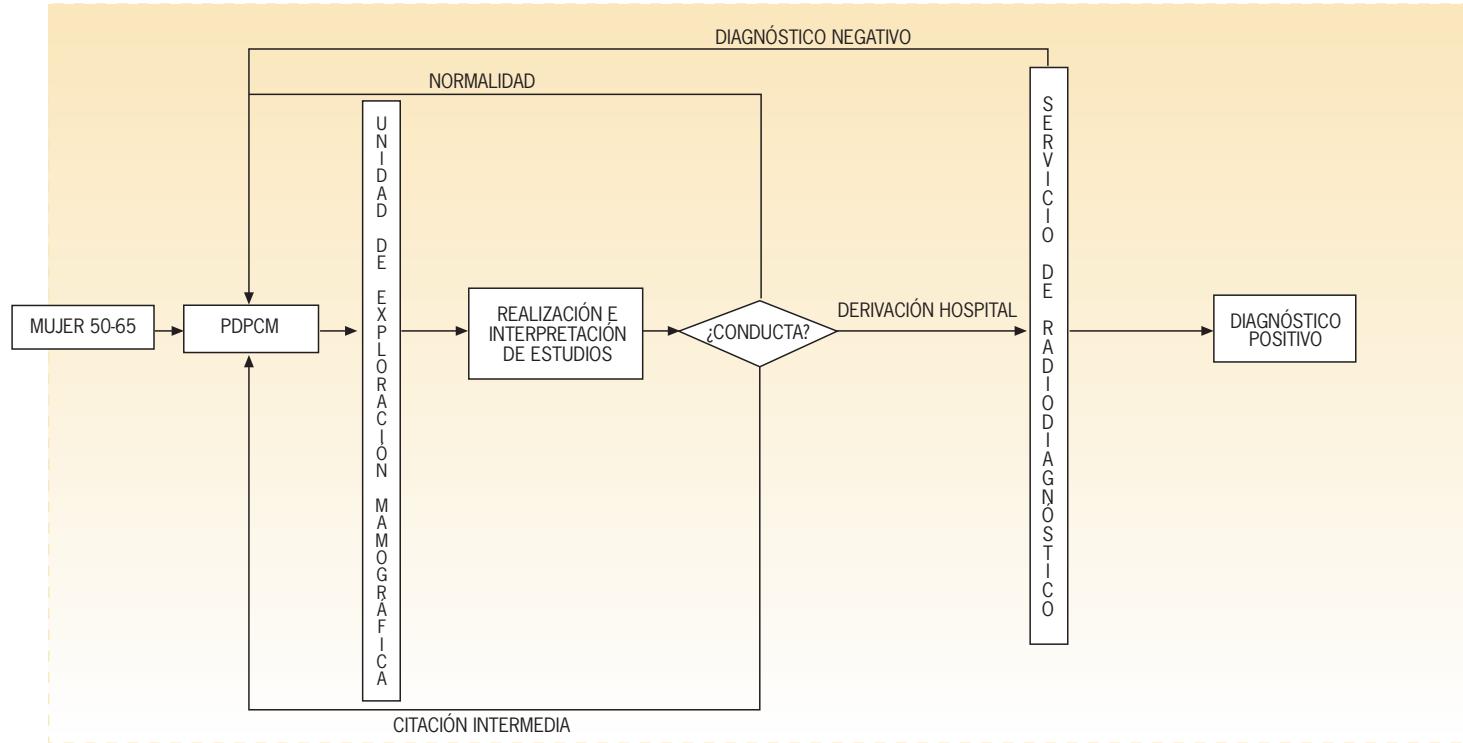 DIAGNÓSTICO NEGATIVO
NORMALIDAD
MUJER 50-65
PDPCM
UNIDAD DE EXPLORACIÓN MAMOGRÁFICA
REALIZACIÓN E
INTERPRETACIÓN
DE ESTUDIOS
¿CONDUCTA?
DERIVACIÓN HOSPITAL
SERVICIO DE RADIODIAGNÓSTICO
DIAGNÓSTICO
POSITIVO
CITACIÓN INTERMEDIA